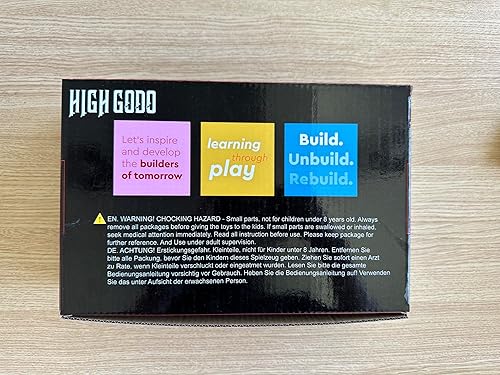 HIGH GODO
Let's inspire
and develop
the builders
of tomorrow
learning
through
play
Build.
Unbuild.
Rebuild.
EN. WARNING! CHOCKING HAZARD - Small parts, not for children under 8 years old. Always
remove all packages before giving the toys to the kids. If small parts are swallowed or inhaled,
seek medical attention immediately. Read all instruction before use. Please keep package for
further reference. And Use under adult supervision.
DE. ACHTUNG! Erstickungsgefahr. Kleinteile, nicht für Kinder unter 8 Jahren. Entfernen Sie
bitte alle Packung, bevor Sie den Kindern dieses Spielzeug geben. Ziehen Sie sofort einen Arzt
zu Rate, wenn Kleinteile verschluckt oder eingeatmet wurden. Lesen Sie bitte die gesamte
Bedienungsanleitung vorsichtig vor Gebrauch. Heben Sie die Bedienungsanleitung auf Verwenden
Sie das unter Aufsicht der erwachsenen Person.